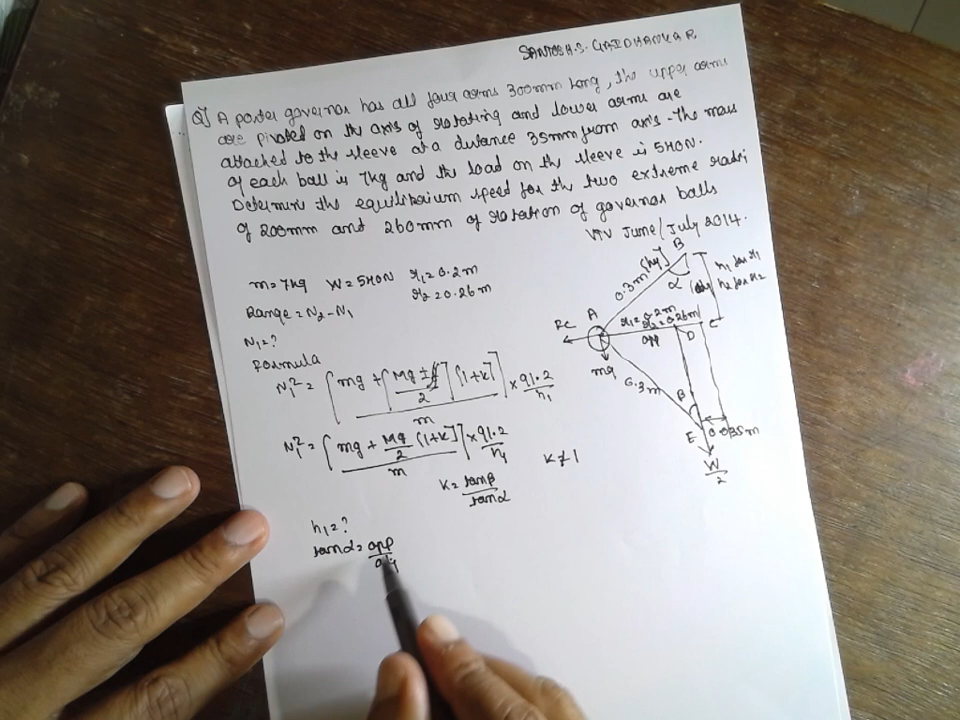 SANTOSH.S. GAIDHANKAR
Q] A porter governor has all four arms 300mm long, the upper arms
are pivoted on the axis of rotating and lower arms are
attached to the sleeve at a distance 35mm from axis - The mass
of each ball is 7kg and the load on the sleeve is 540N.
Determine the equilibrium speed for the two extreme radii
of 200mm and 260mm of rotation of governor balls
VTV June/July 2014.
m=7kg W=540N r1=0.2m
r2=0.26m
Range = N2-N1
N1=?
Formula
N1² = [mg + [Mg ± f / 2] (1+k)] / m × 91.2 / h1
N1² = [mg + Mg/2 (1+k)] / m × 91.2 / h1
k≠1
k = tanβ / tanα
h1=?
tanα = opp / adj
B
0.3m (hy)
α
(adj)
h1 for r1
h2 for r2
A
r1=0.2m
r2=0.26m
opp
C
D
Fc
mg
0.3m
β
E
0.035m
W/2